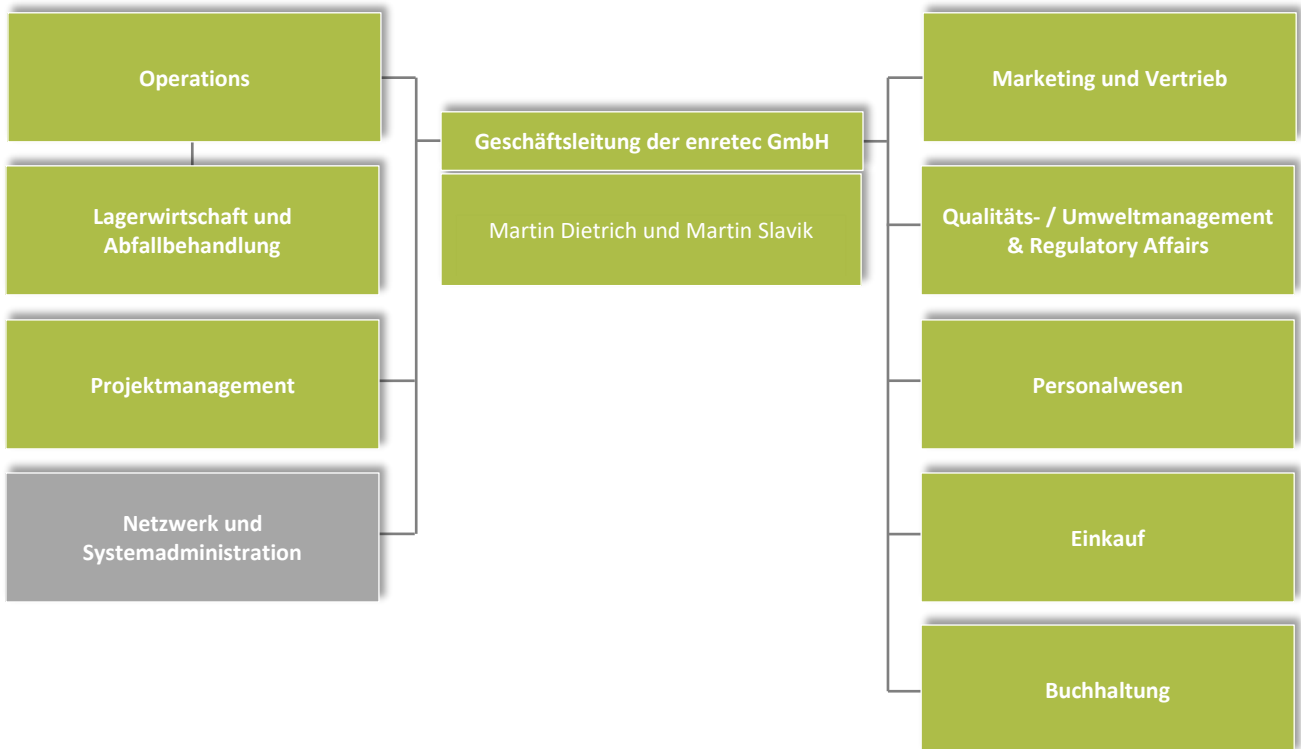 Operations
Lagerwirtschaft und
Abfallbehandlung
Projektmanagement
Netzwerk und
Systemadministration
Geschäftsleitung der enretec GmbH
Martin Dietrich und Martin Slavik
Marketing und Vertrieb
Qualitäts- / Umweltmanagement
& Regulatory Affairs
Personalwesen
Einkauf
Buchhaltung